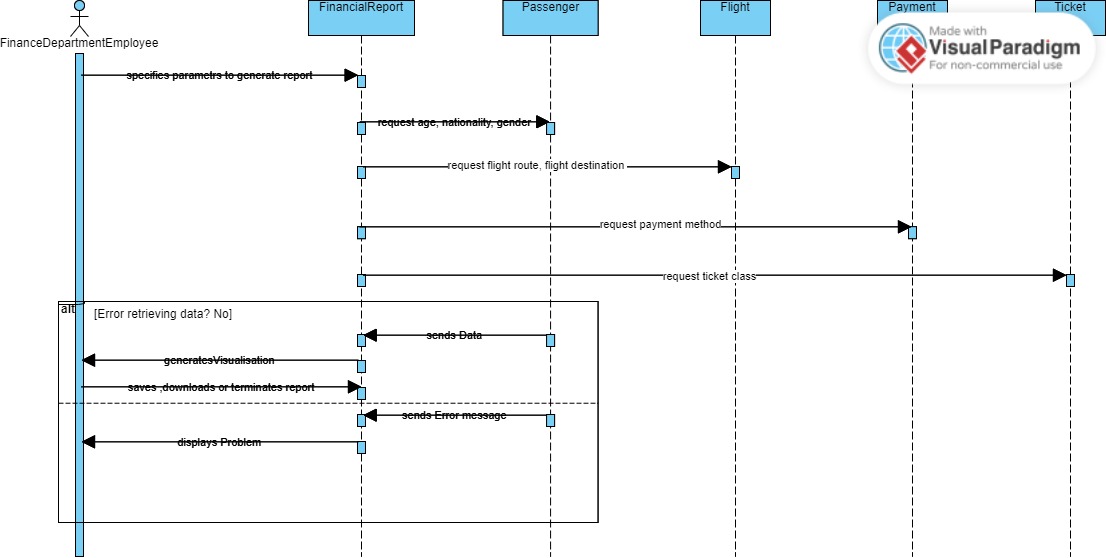 FinancialReport
Passenger
Flight
Payment
Ticket
FinanceDepartmentEmployee
Made with
Visual Paradigm
For non-commercial use
specifies parametrs to generate report
request age, nationality, gender
request flight route, flight destination
request payment method
request ticket class
alt
[Error retrieving data? No]
sends Data
generatesVisualisation
saves ,downloads or terminates report
sends Error message
displays Problem